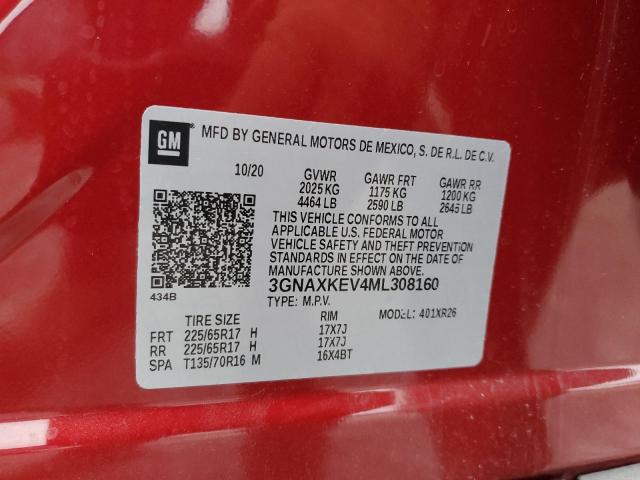 GM MFD BY GENERAL MOTORS DE MEXICO, S. DE R.L. DE C.V.
10/20 GVWR GAWR FRT GAWR RR
2025 KG 1175 KG 1200 KG
4464 LB 2590 LB 2645 LB
THIS VEHICLE CONFORMS TO ALL
APPLICABLE U.S. FEDERAL MOTOR
VEHICLE SAFETY AND THEFT PREVENTION
STANDARDS IN EFFECT ON THE DATE OF
MANUFACTURE SHOWN ABOVE.
434B 3GNAXKEV4ML308160
TYPE: M.P.V. MODEL: 401XR26
TIRE SIZE RIM
FRT 225/65R17 H 17X7J
RR 225/65R17 H 17X7J
SPA T135/70R16 M 16X4BT